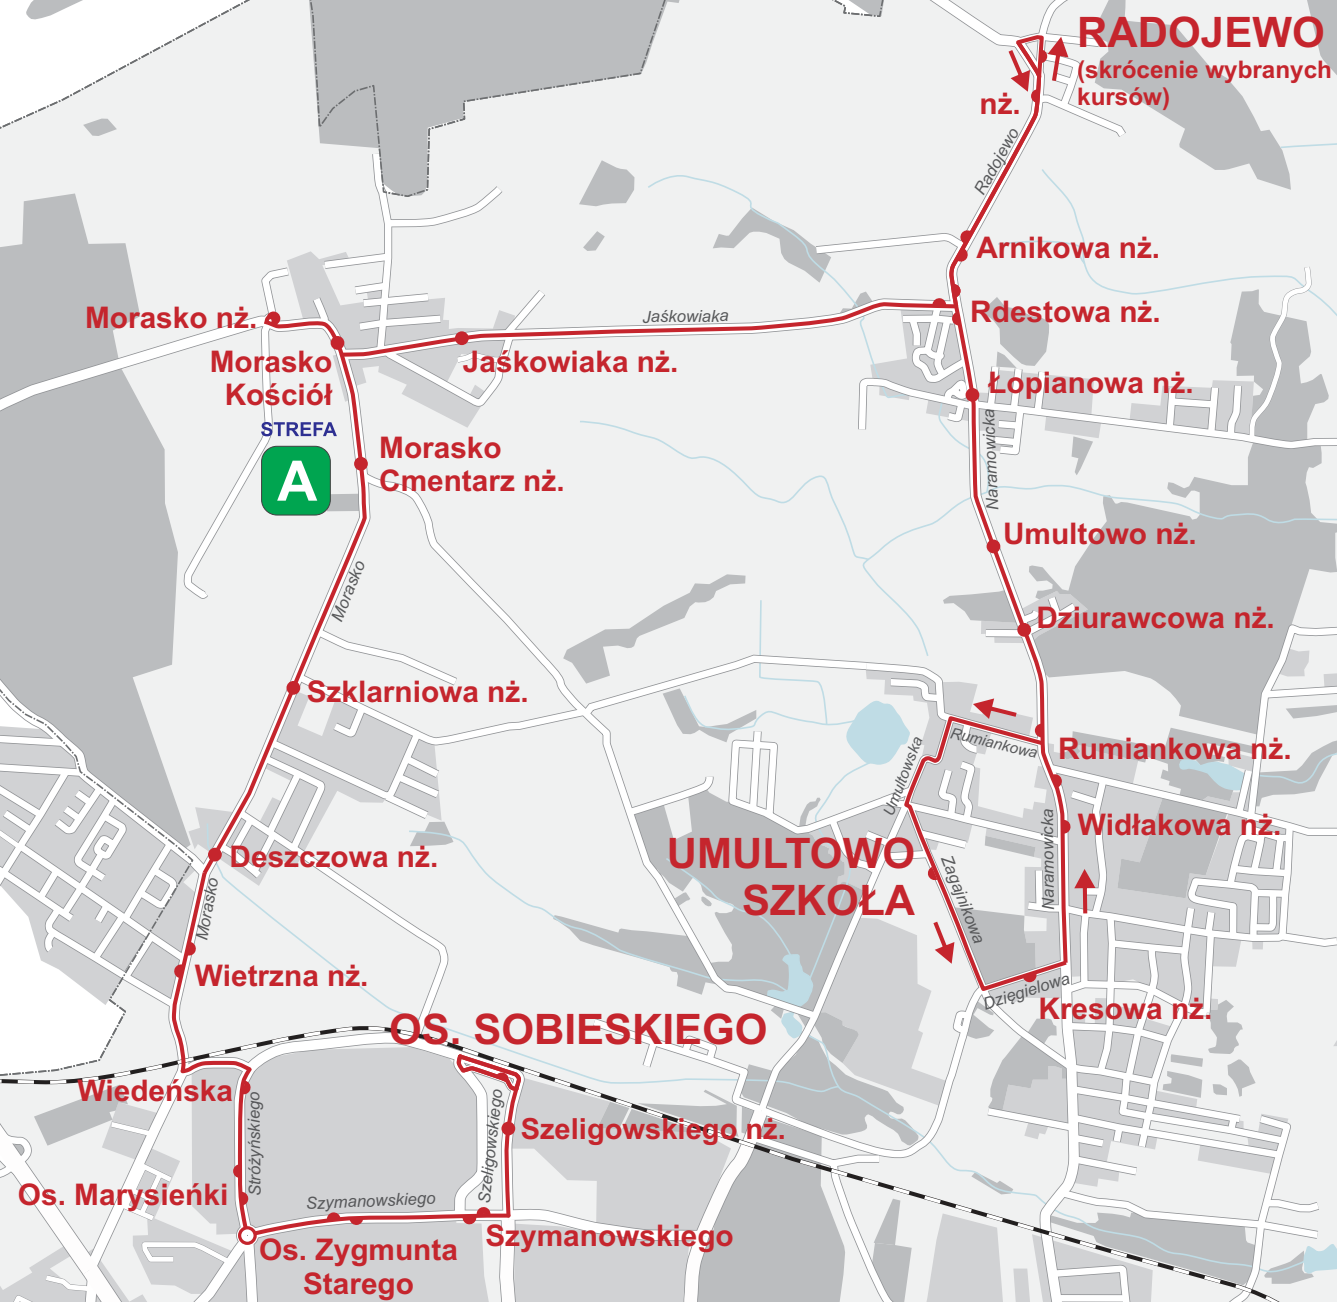 RADOJEWO
(skrócenie wybranych
kursów)
nż.
Radojewo
Arnikowa nż.
Rdestowa nż.
Jaśkowiaka
Morasko nż.
Morasko
Kościół
Jaśkowiaka nż.
Łopianowa nż.
STREFA
A
Morasko
Cmentarz nż.
Naramowicka
Umultowo nż.
Morasko
Dziurawcowa nż.
Szklarniowa nż.
Rumiankowa
Rumiankowa nż.
Umultowska
Widłakowa nż.
UMULTOWO
SZKOŁA
Deszczowa nż.
Zagajnikowa
Naramowicka
Morasko
Wietrzna nż.
Dzięgielowa
Kresowa nż.
OS. SOBIESKIEGO
Wiedeńska
Stróżyńskiego
Szeligowskiego
Szeligowskiego nż.
Os. Marysieńki
Szymanowskiego
Szymanowskiego
Os. Zygmunta
Starego